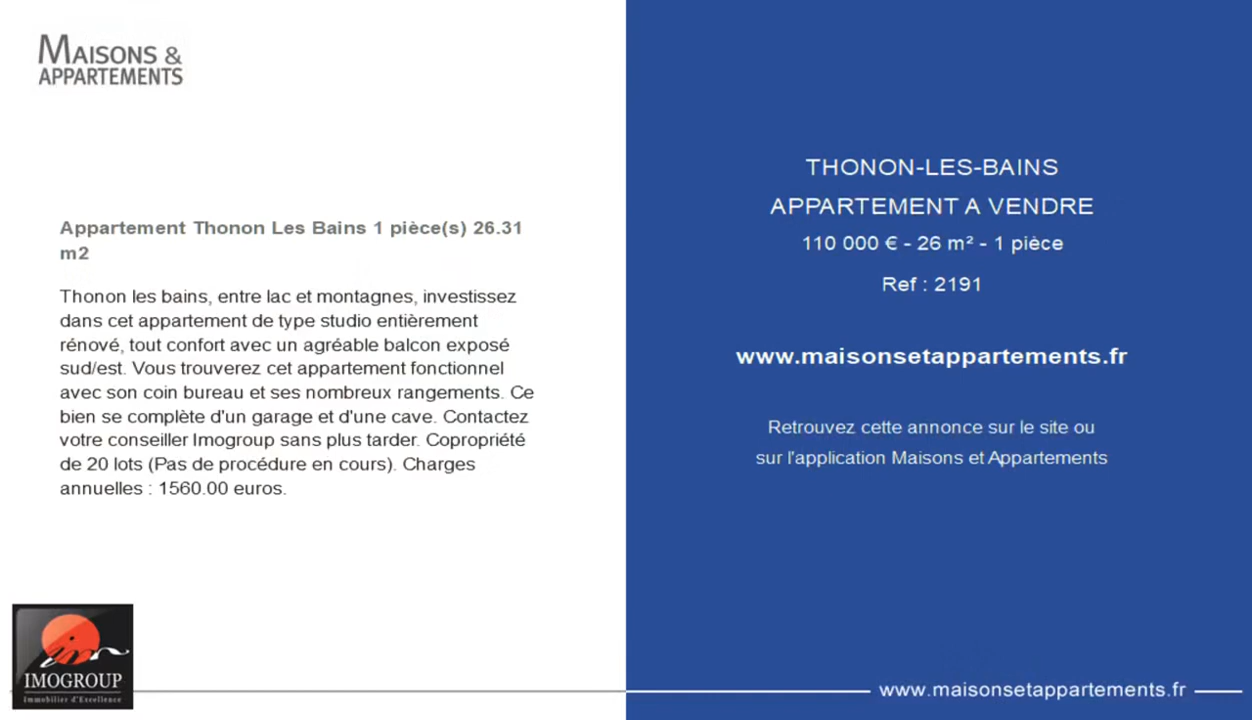 MAISONS &
APPARTEMENTS
Appartement Thonon Les Bains 1 pièce(s) 26.31
m2
Thonon les bains, entre lac et montagnes, investissez
dans cet appartement de type studio entièrement
rénové, tout confort avec un agréable balcon exposé
sud/est. Vous trouverez cet appartement fonctionnel
avec son coin bureau et ses nombreux rangements. Ce
bien se complète d'un garage et d'une cave. Contactez
votre conseiller Imogroup sans plus tarder. Copropriété
de 20 lots (Pas de procédure en cours). Charges
annuelles : 1560.00 euros.
THONON-LES-BAINS
APPARTEMENT A VENDRE
110 000 € - 26 m² - 1 pièce
Ref : 2191
www.maisonsetappartements.fr
Retrouvez cette annonce sur le site ou
sur l'application Maisons et Appartements
IMOGROUP
Immobilier d'Excellence
www.maisonsetappartements.fr